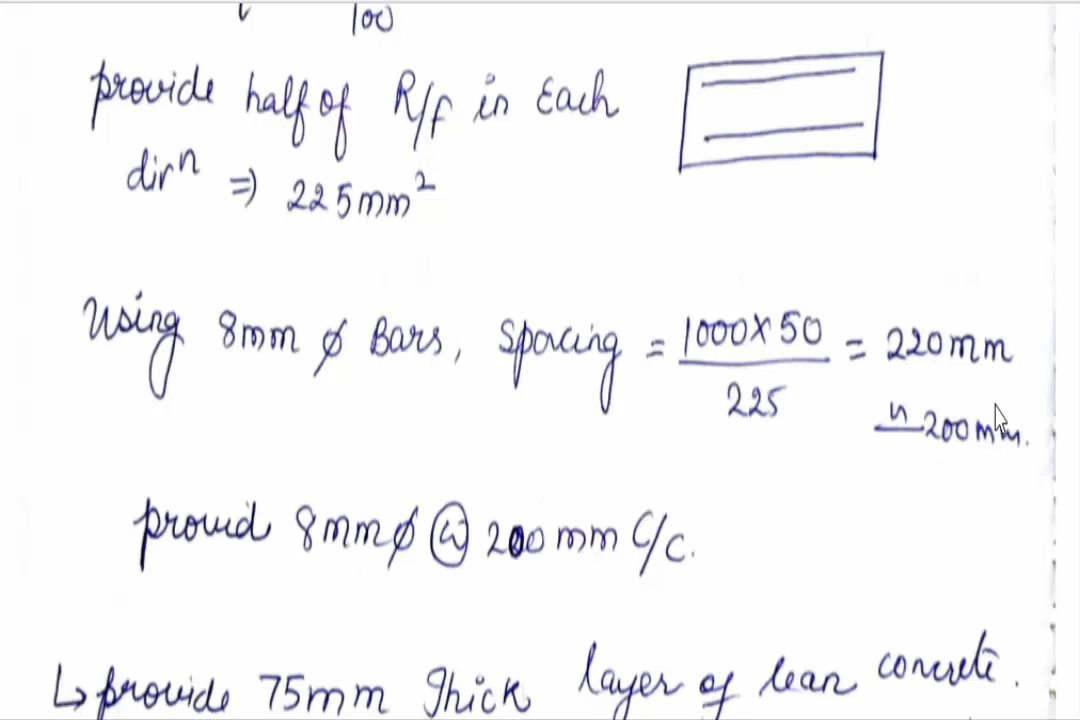 100
provide half of R/f in Each
dirⁿ ⇒ 225mm²
Using 8mm ϕ Bars, Spacing = 1000×50 / 225 = 220mm
≃ 200mm.
provid 8mmϕ @ 200mm C/c.
↳ provide 75mm Thick layer of lean concrete.